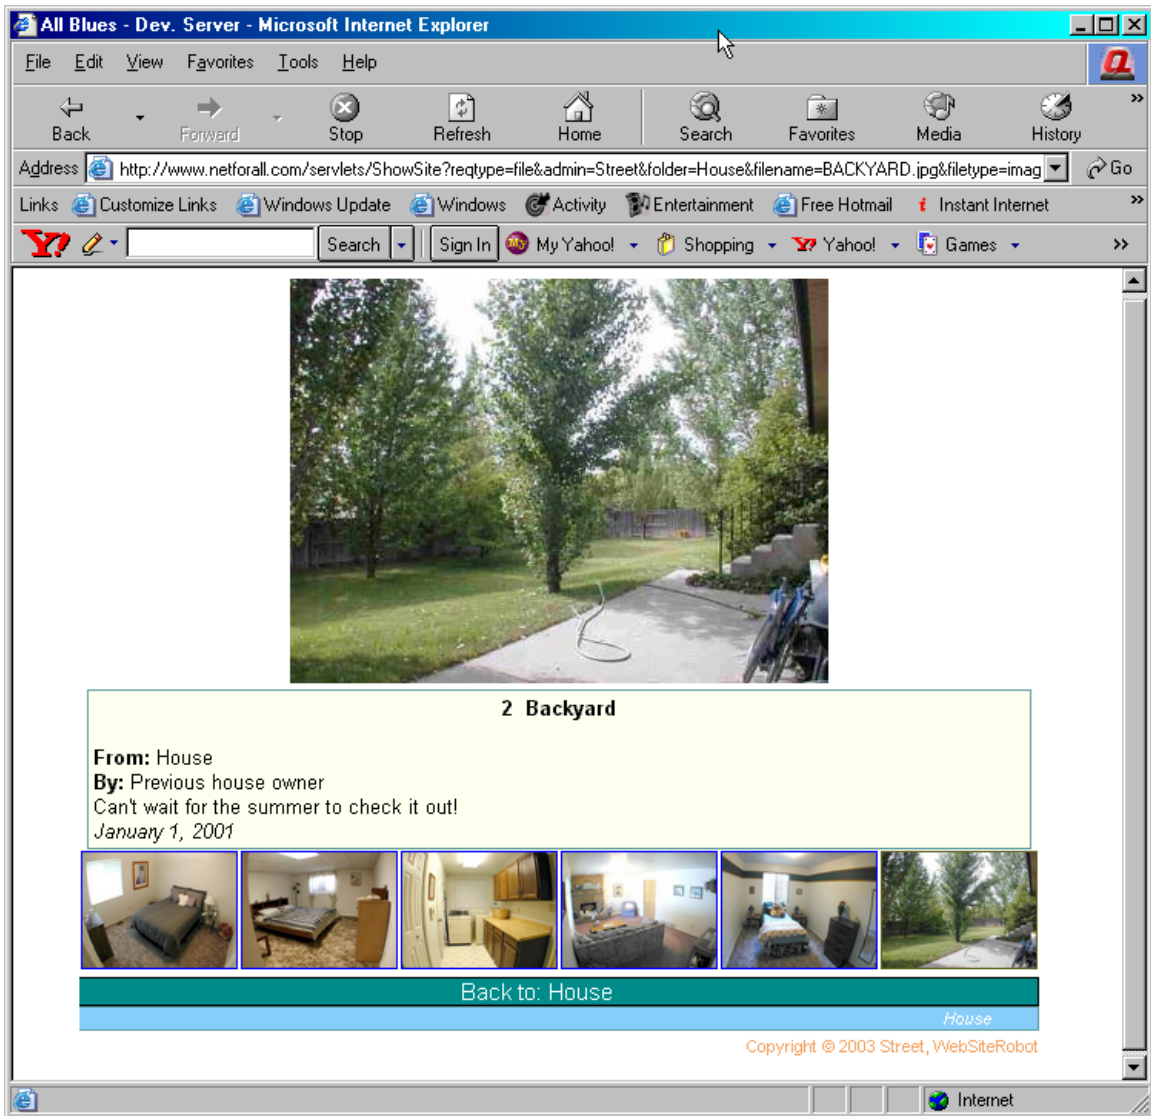 All Blues - Dev. Server - Microsoft Internet Explorer
File Edit View Favorites Tools Help
Back Forward Stop Refresh Home Search Favorites Media History »
Address http://www.netforall.com/servlets/ShowSite?reqtype=file&admin=Street&folder=House&filename=BACKYARD.jpg&filetype=imag Go
Links Customize Links Windows Update Windows Activity Entertainment Free Hotmail Instant Internet »
Y! Search Sign In My Yahoo! Shopping Y! Yahoo! Games »
2 Backyard
From: House
By: Previous house owner
Can't wait for the summer to check it out!
January 1, 2001
Back to: House
House
Copyright © 2003 Street, WebSiteRobot
Internet